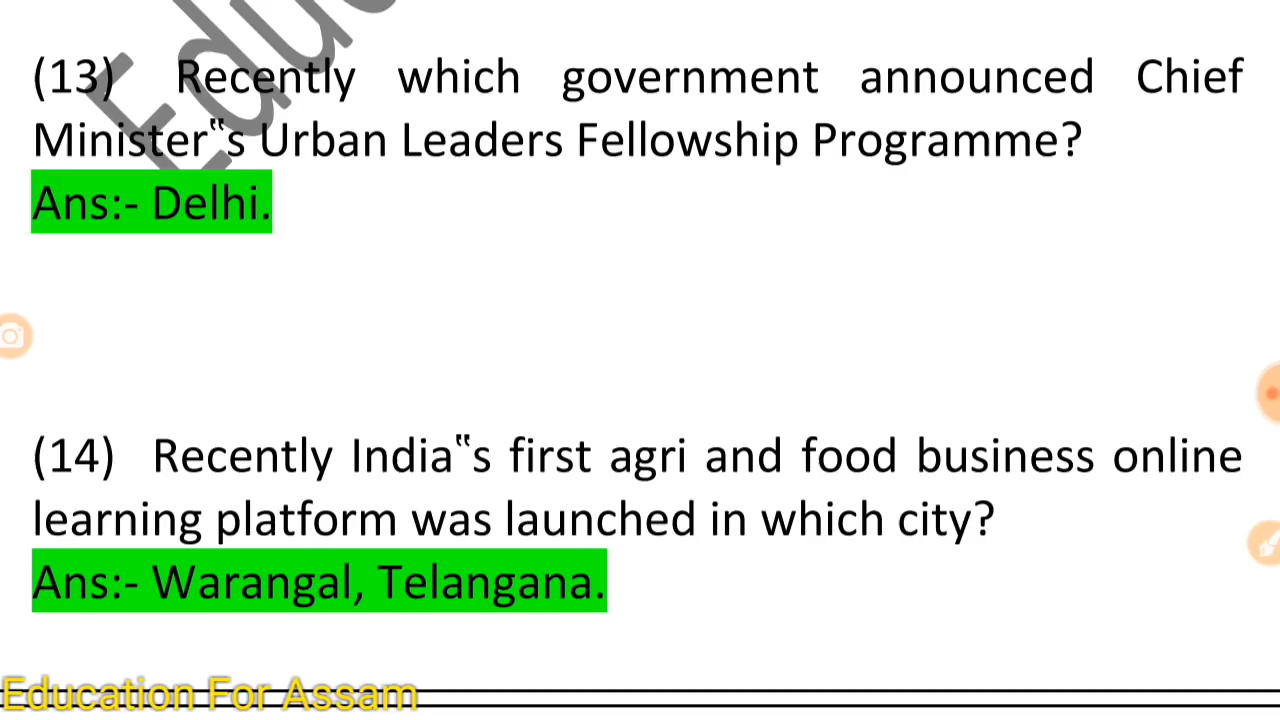 Edu
(13) Recently which government announced Chief
Minister‟s Urban Leaders Fellowship Programme?
Ans:- Delhi.
(14) Recently India‟s first agri and food business online
learning platform was launched in which city?
Ans:- Warangal, Telangana.
Education For Assam